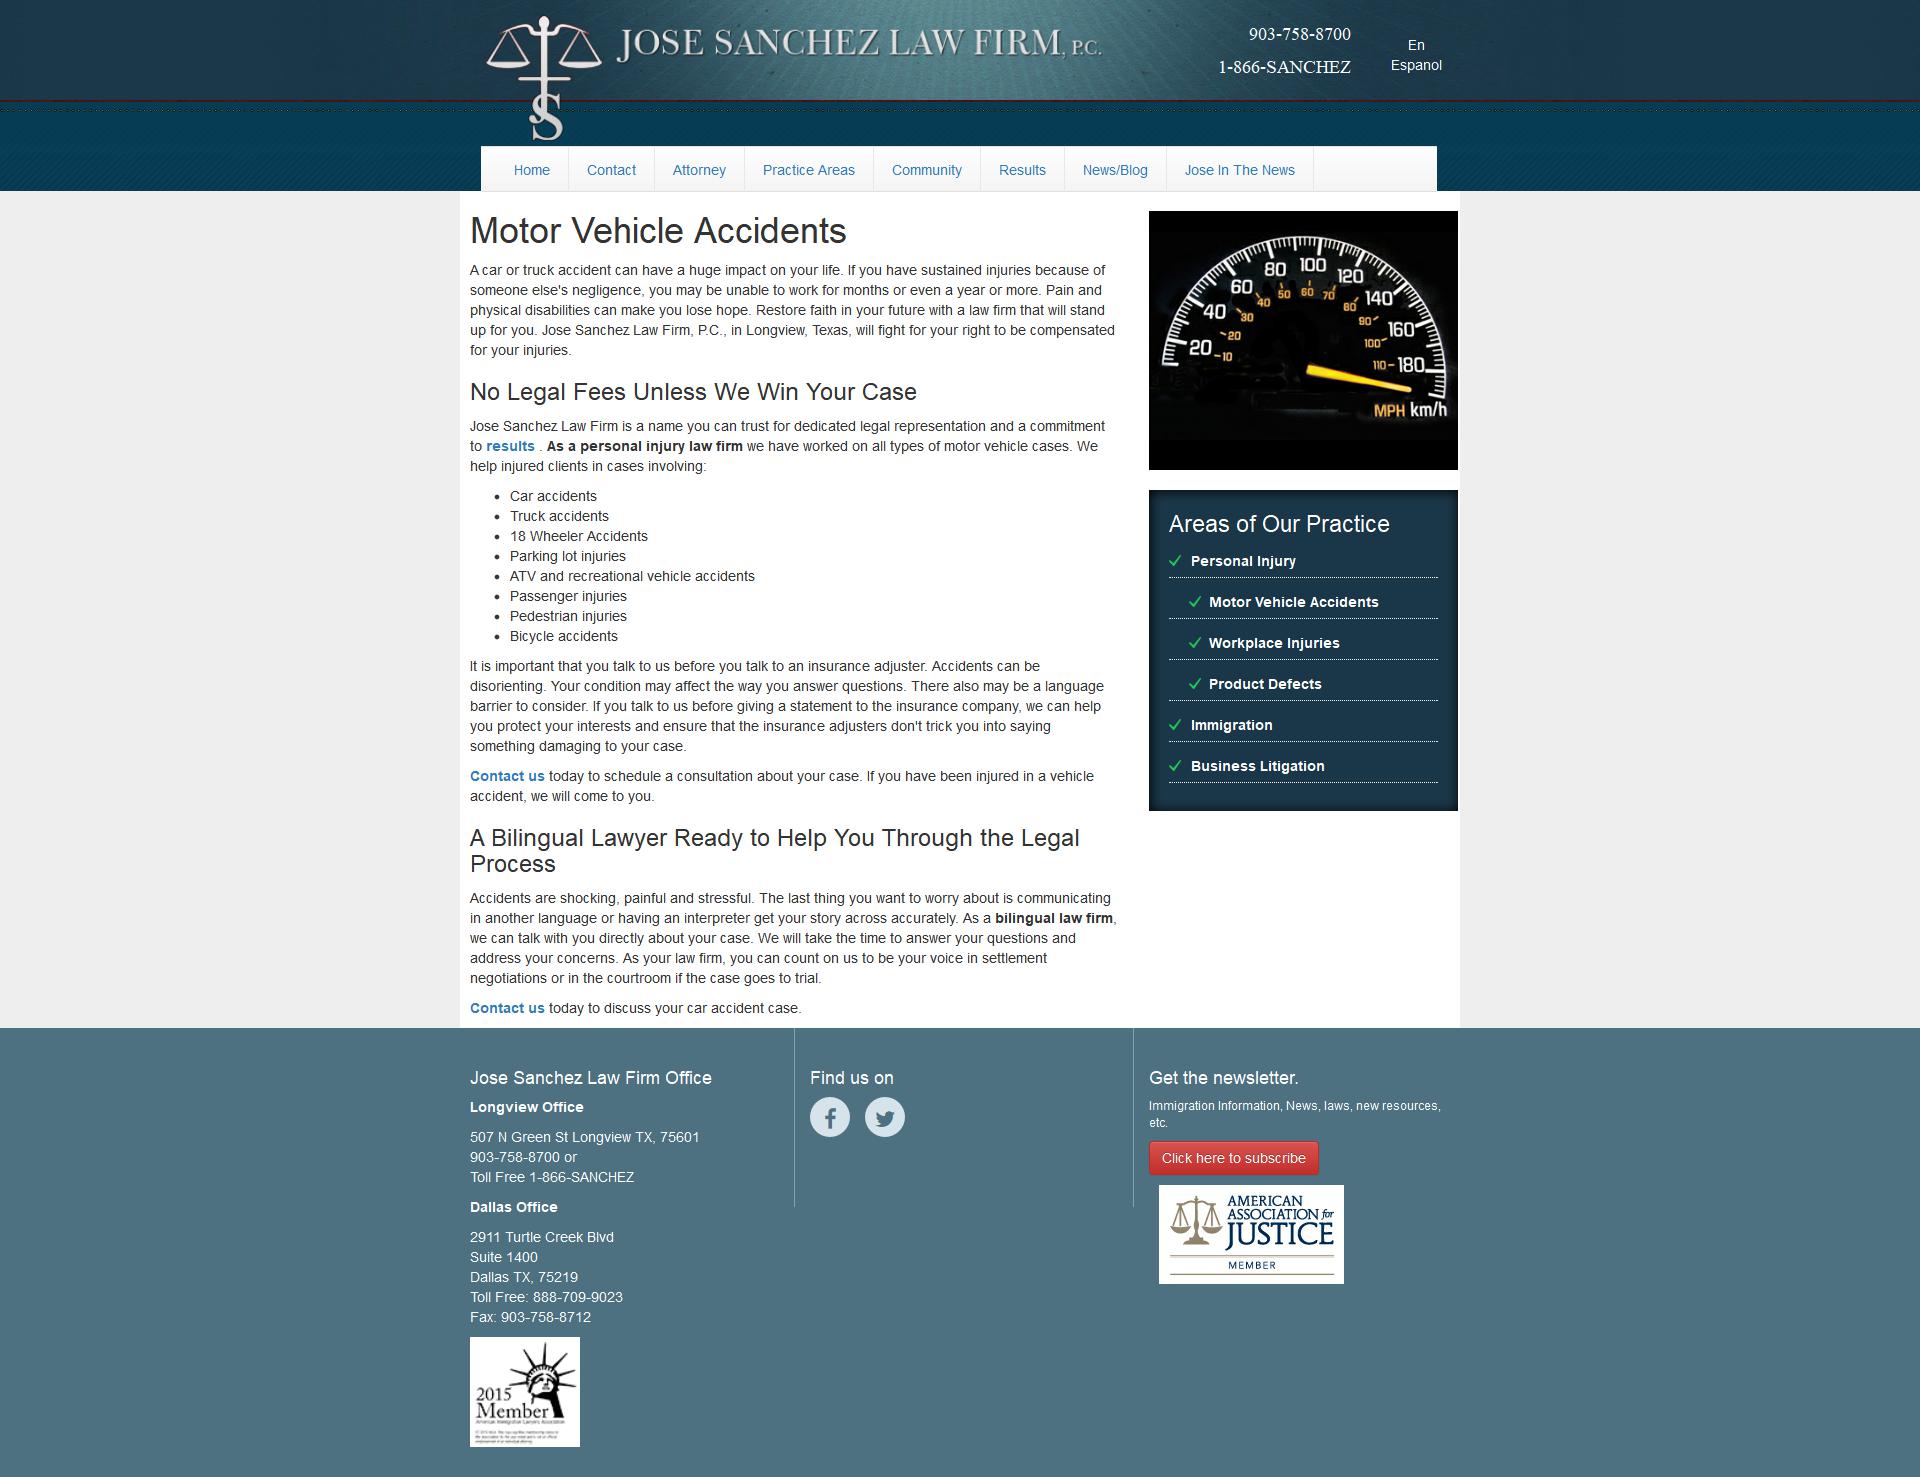 JOSE SANCHEZ LAW FIRM, P.C.
903-758-8700
1-866-SANCHEZ
En
Espanol
JS
Home
Contact
Attorney
Practice Areas
Community
Results
News/Blog
Jose In The News
Motor Vehicle Accidents
A car or truck accident can have a huge impact on your life. If you have sustained injuries because of
someone else's negligence, you may be unable to work for months or even a year or more. Pain and
physical disabilities can make you lose hope. Restore faith in your future with a law firm that will stand
up for you. Jose Sanchez Law Firm, P.C., in Longview, Texas, will fight for your right to be compensated
for your injuries.
No Legal Fees Unless We Win Your Case
Jose Sanchez Law Firm is a name you can trust for dedicated legal representation and a commitment
to results . As a personal injury law firm we have worked on all types of motor vehicle cases. We
help injured clients in cases involving:
Car accidents
Truck accidents
18 Wheeler Accidents
Parking lot injuries
ATV and recreational vehicle accidents
Passenger injuries
Pedestrian injuries
Bicycle accidents
It is important that you talk to us before you talk to an insurance adjuster. Accidents can be
disorienting. Your condition may affect the way you answer questions. There also may be a language
barrier to consider. If you talk to us before giving a statement to the insurance company, we can help
you protect your interests and ensure that the insurance adjusters don't trick you into saying
something damaging to your case.
Contact us today to schedule a consultation about your case. If you have been injured in a vehicle
accident, we will come to you.
A Bilingual Lawyer Ready to Help You Through the Legal
Process
Accidents are shocking, painful and stressful. The last thing you want to worry about is communicating
in another language or having an interpreter get your story across accurately. As a bilingual law firm,
we can talk with you directly about your case. We will take the time to answer your questions and
address your concerns. As your law firm, you can count on us to be your voice in settlement
negotiations or in the courtroom if the case goes to trial.
Contact us today to discuss your car accident case.
20 40 60 80 100 120 140 160 180
10 20 30 40 50 60 70 80 90 100 110
MPH km/h
Areas of Our Practice
Personal Injury
Motor Vehicle Accidents
Workplace Injuries
Product Defects
Immigration
Business Litigation
Jose Sanchez Law Firm Office
Longview Office
507 N Green St Longview TX, 75601
903-758-8700 or
Toll Free 1-866-SANCHEZ
Dallas Office
2911 Turtle Creek Blvd
Suite 1400
Dallas TX, 75219
Toll Free: 888-709-9023
Fax: 903-758-8712
2015
Member
American Immigration Lawyers Association
Find us on
Get the newsletter.
Immigration Information, News, laws, new resources,
etc.
Click here to subscribe
AMERICAN
ASSOCIATION for
JUSTICE
MEMBER